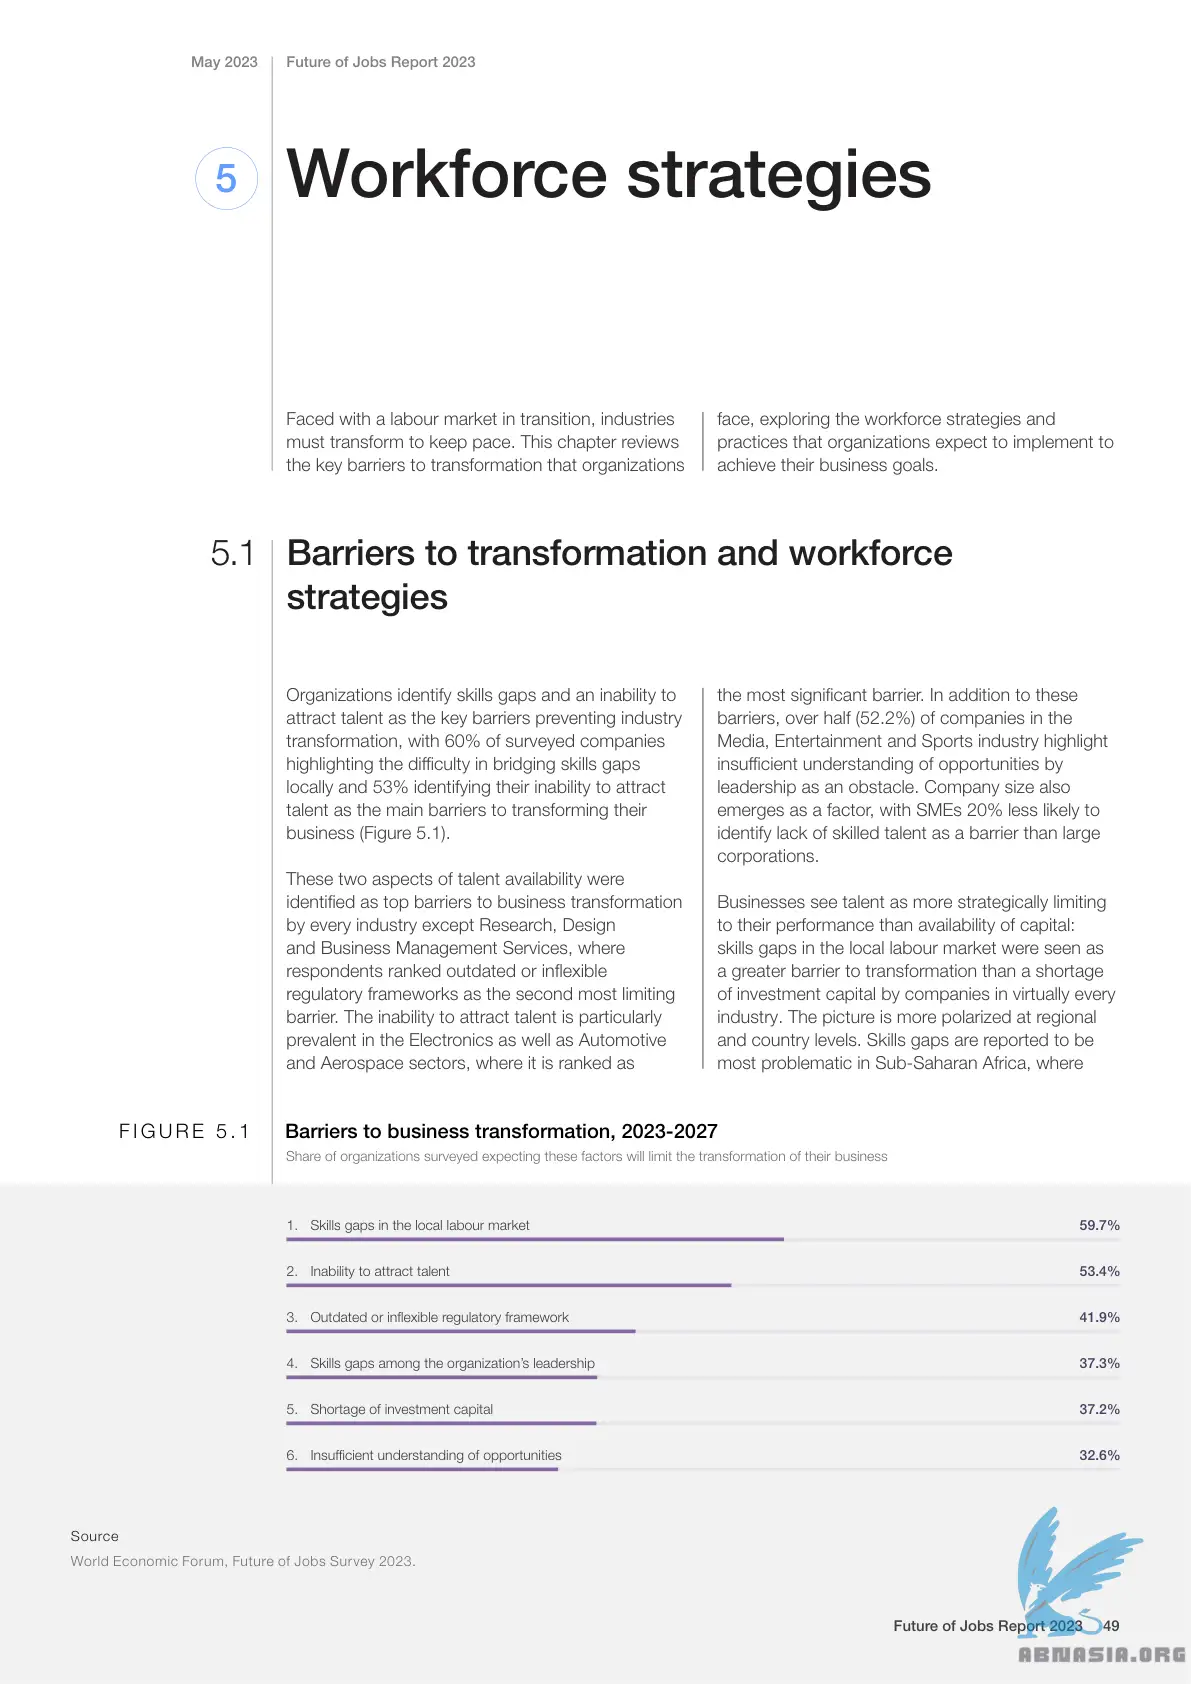 May 2023
Future of Jobs Report 2023
5
Workforce strategies
Faced with a labour market in transition, industries
must transform to keep pace. This chapter reviews
the key barriers to transformation that organizations
face, exploring the workforce strategies and
practices that organizations expect to implement to
achieve their business goals.
5.1
Barriers to transformation and workforce
strategies
Organizations identify skills gaps and an inability to
attract talent as the key barriers preventing industry
transformation, with 60% of surveyed companies
highlighting the difficulty in bridging skills gaps
locally and 53% identifying their inability to attract
talent as the main barriers to transforming their
business (Figure 5.1).
These two aspects of talent availability were
identified as top barriers to business transformation
by every industry except Research, Design
and Business Management Services, where
respondents ranked outdated or inflexible
regulatory frameworks as the second most limiting
barrier. The inability to attract talent is particularly
prevalent in the Electronics as well as Automotive
and Aerospace sectors, where it is ranked as
the most significant barrier. In addition to these
barriers, over half (52.2%) of companies in the
Media, Entertainment and Sports industry highlight
insufficient understanding of opportunities by
leadership as an obstacle. Company size also
emerges as a factor, with SMEs 20% less likely to
identify lack of skilled talent as a barrier than large
corporations.
Businesses see talent as more strategically limiting
to their performance than availability of capital:
skills gaps in the local labour market were seen as
a greater barrier to transformation than a shortage
of investment capital by companies in virtually every
industry. The picture is more polarized at regional
and country levels. Skills gaps are reported to be
most problematic in Sub-Saharan Africa, where
FIGURE 5.1
Barriers to business transformation, 2023-2027
Share of organizations surveyed expecting these factors will limit the transformation of their business
1. Skills gaps in the local labour market 59.7%
2. Inability to attract talent 53.4%
3. Outdated or inflexible regulatory framework 41.9%
4. Skills gaps among the organization's leadership 37.3%
5. Shortage of investment capital 37.2%
6. Insufficient understanding of opportunities 32.6%
Source
World Economic Forum, Future of Jobs Survey 2023.
Future of Jobs Report 2023 49
ABNASIA.ORG